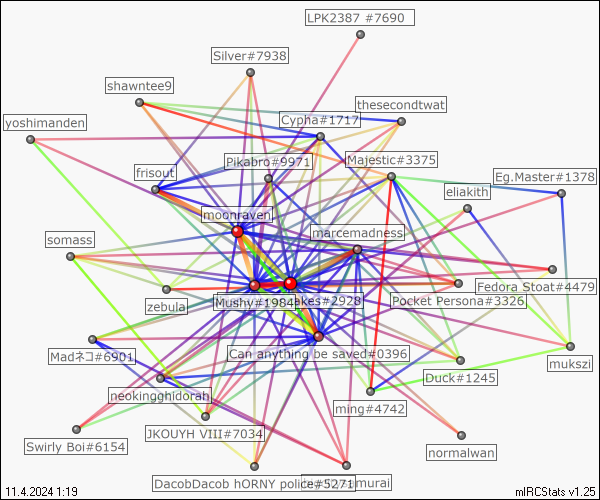 LPK2387 #7690
Silver#7938
shawntee9
thesecondtwat
Cypha#1717
yoshimanden
Pikabro#9971
Majestic#3375
frisout
Eg.Master#1378
eliakith
moonraven
marcemadness
somass
Fedora Stoat#4479
zebula
Mushy#1984
akes#2928
Pocket Persona#3326
Madネコ#6901
Can anything be saved#0396
mukszi
Duck#1245
neokingghidorah
ming#4742
JKOUYH VIII#7034
Swirly Boi#6154
normalwan
DacobDacob hORNY police#5271
murai
11.4.2024 1:19
mIRCStats v1.25